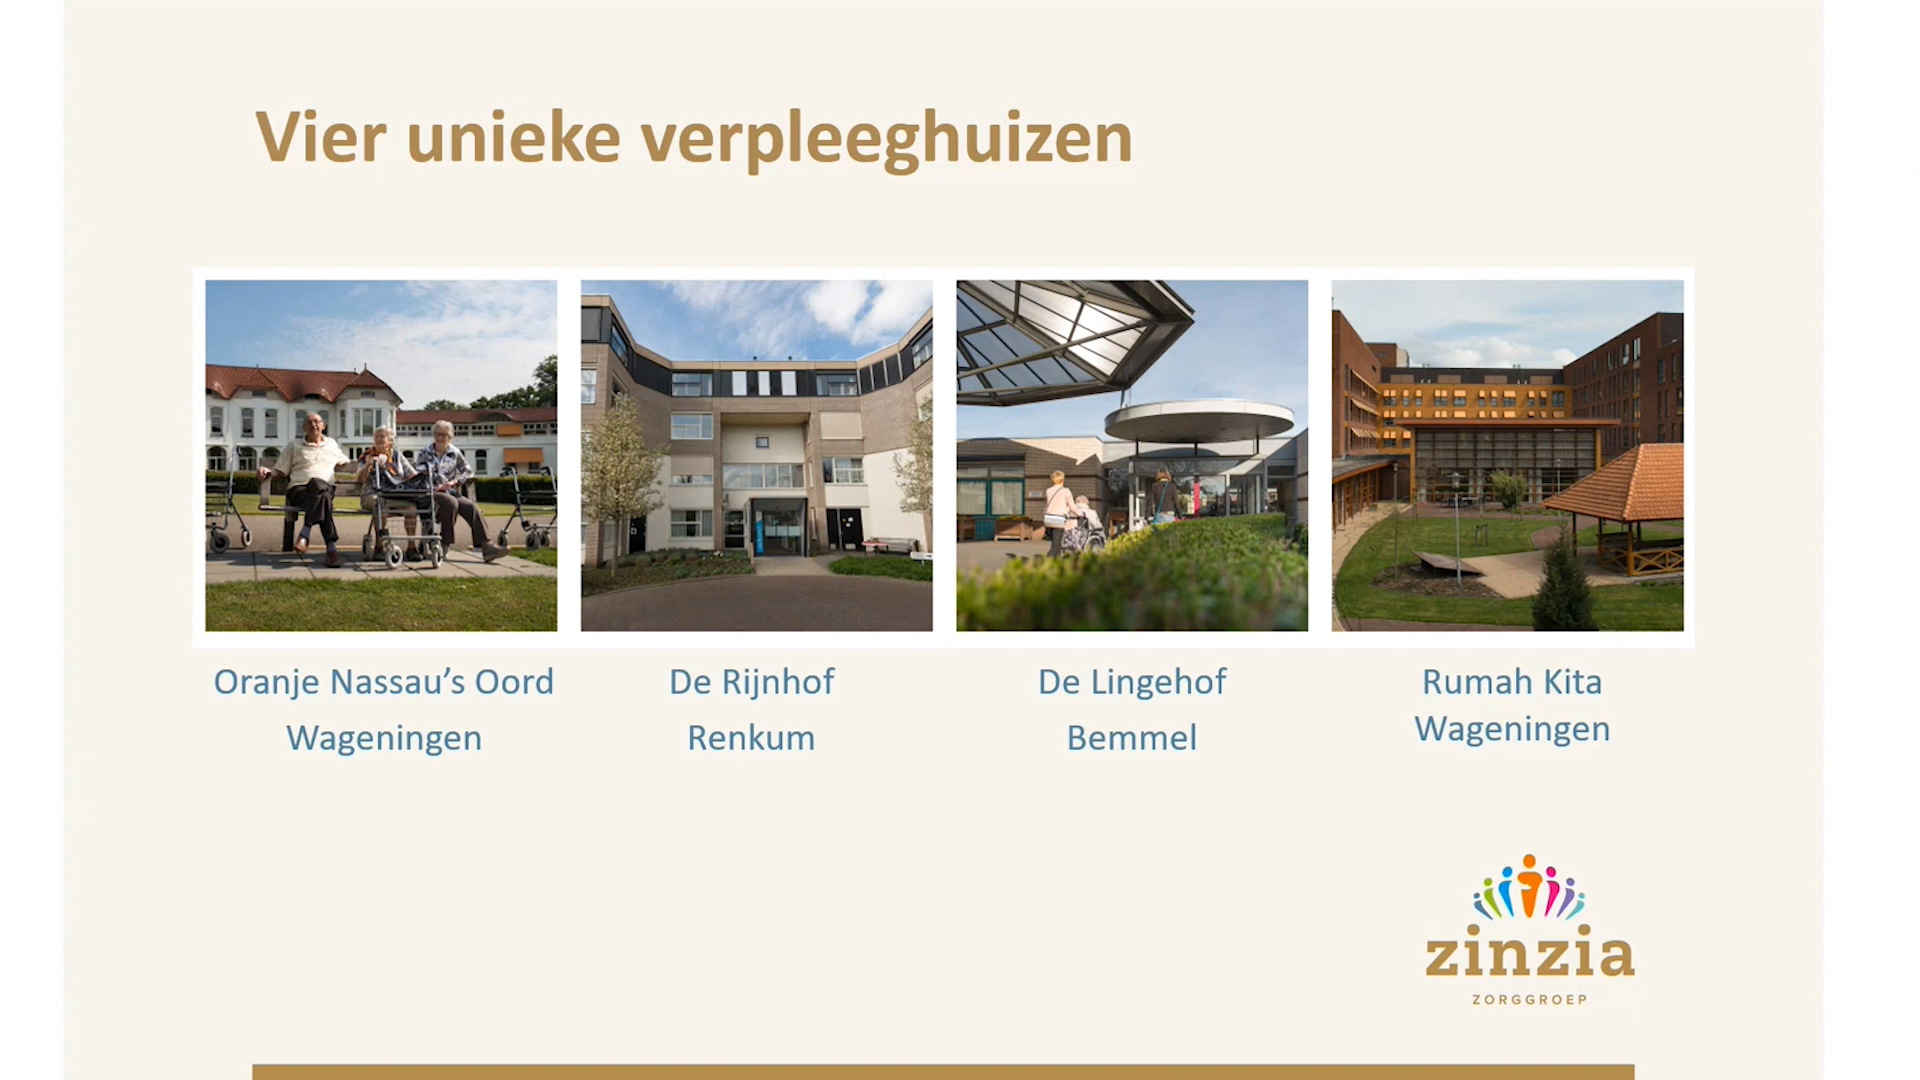 Vier unieke verpleeghuizen
Oranje Nassau’s Oord
Wageningen
De Rijnhof
Renkum
De Lingehof
Bemmel
Rumah Kita
Wageningen
zinzia
ZORGGROEP